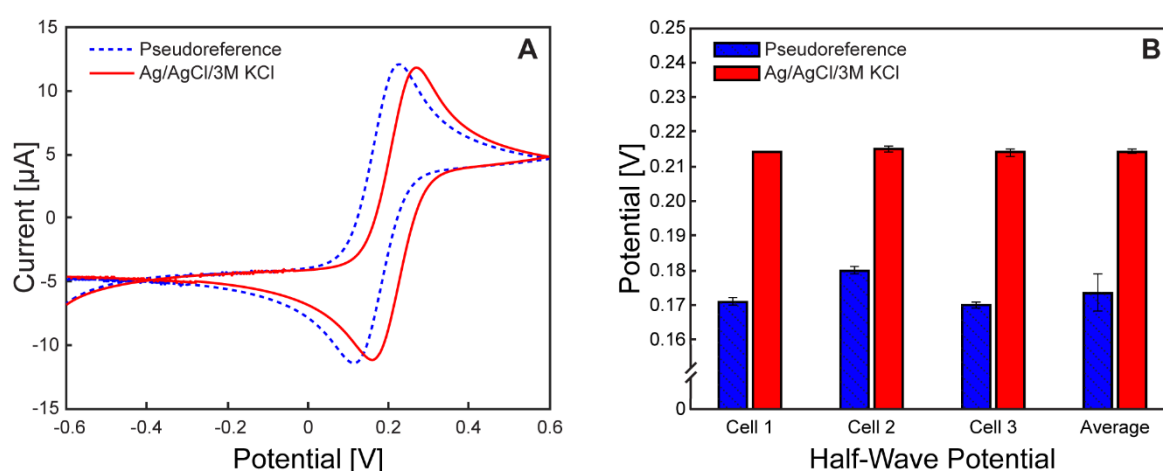 A
Pseudoreference
Ag/AgCl/3M KCl
Current [µA]
15
10
5
0
-5
-10
-15
-0.6
-0.4
-0.2
0
0.2
0.4
0.6
Potential [V]
B
Pseudoreference
Ag/AgCl/3M KCl
Potential [V]
0.25
0.24
0.23
0.22
0.21
0.20
0.19
0.18
0.17
0.16
0
Cell 1
Cell 2
Cell 3
Average
Half-Wave Potential